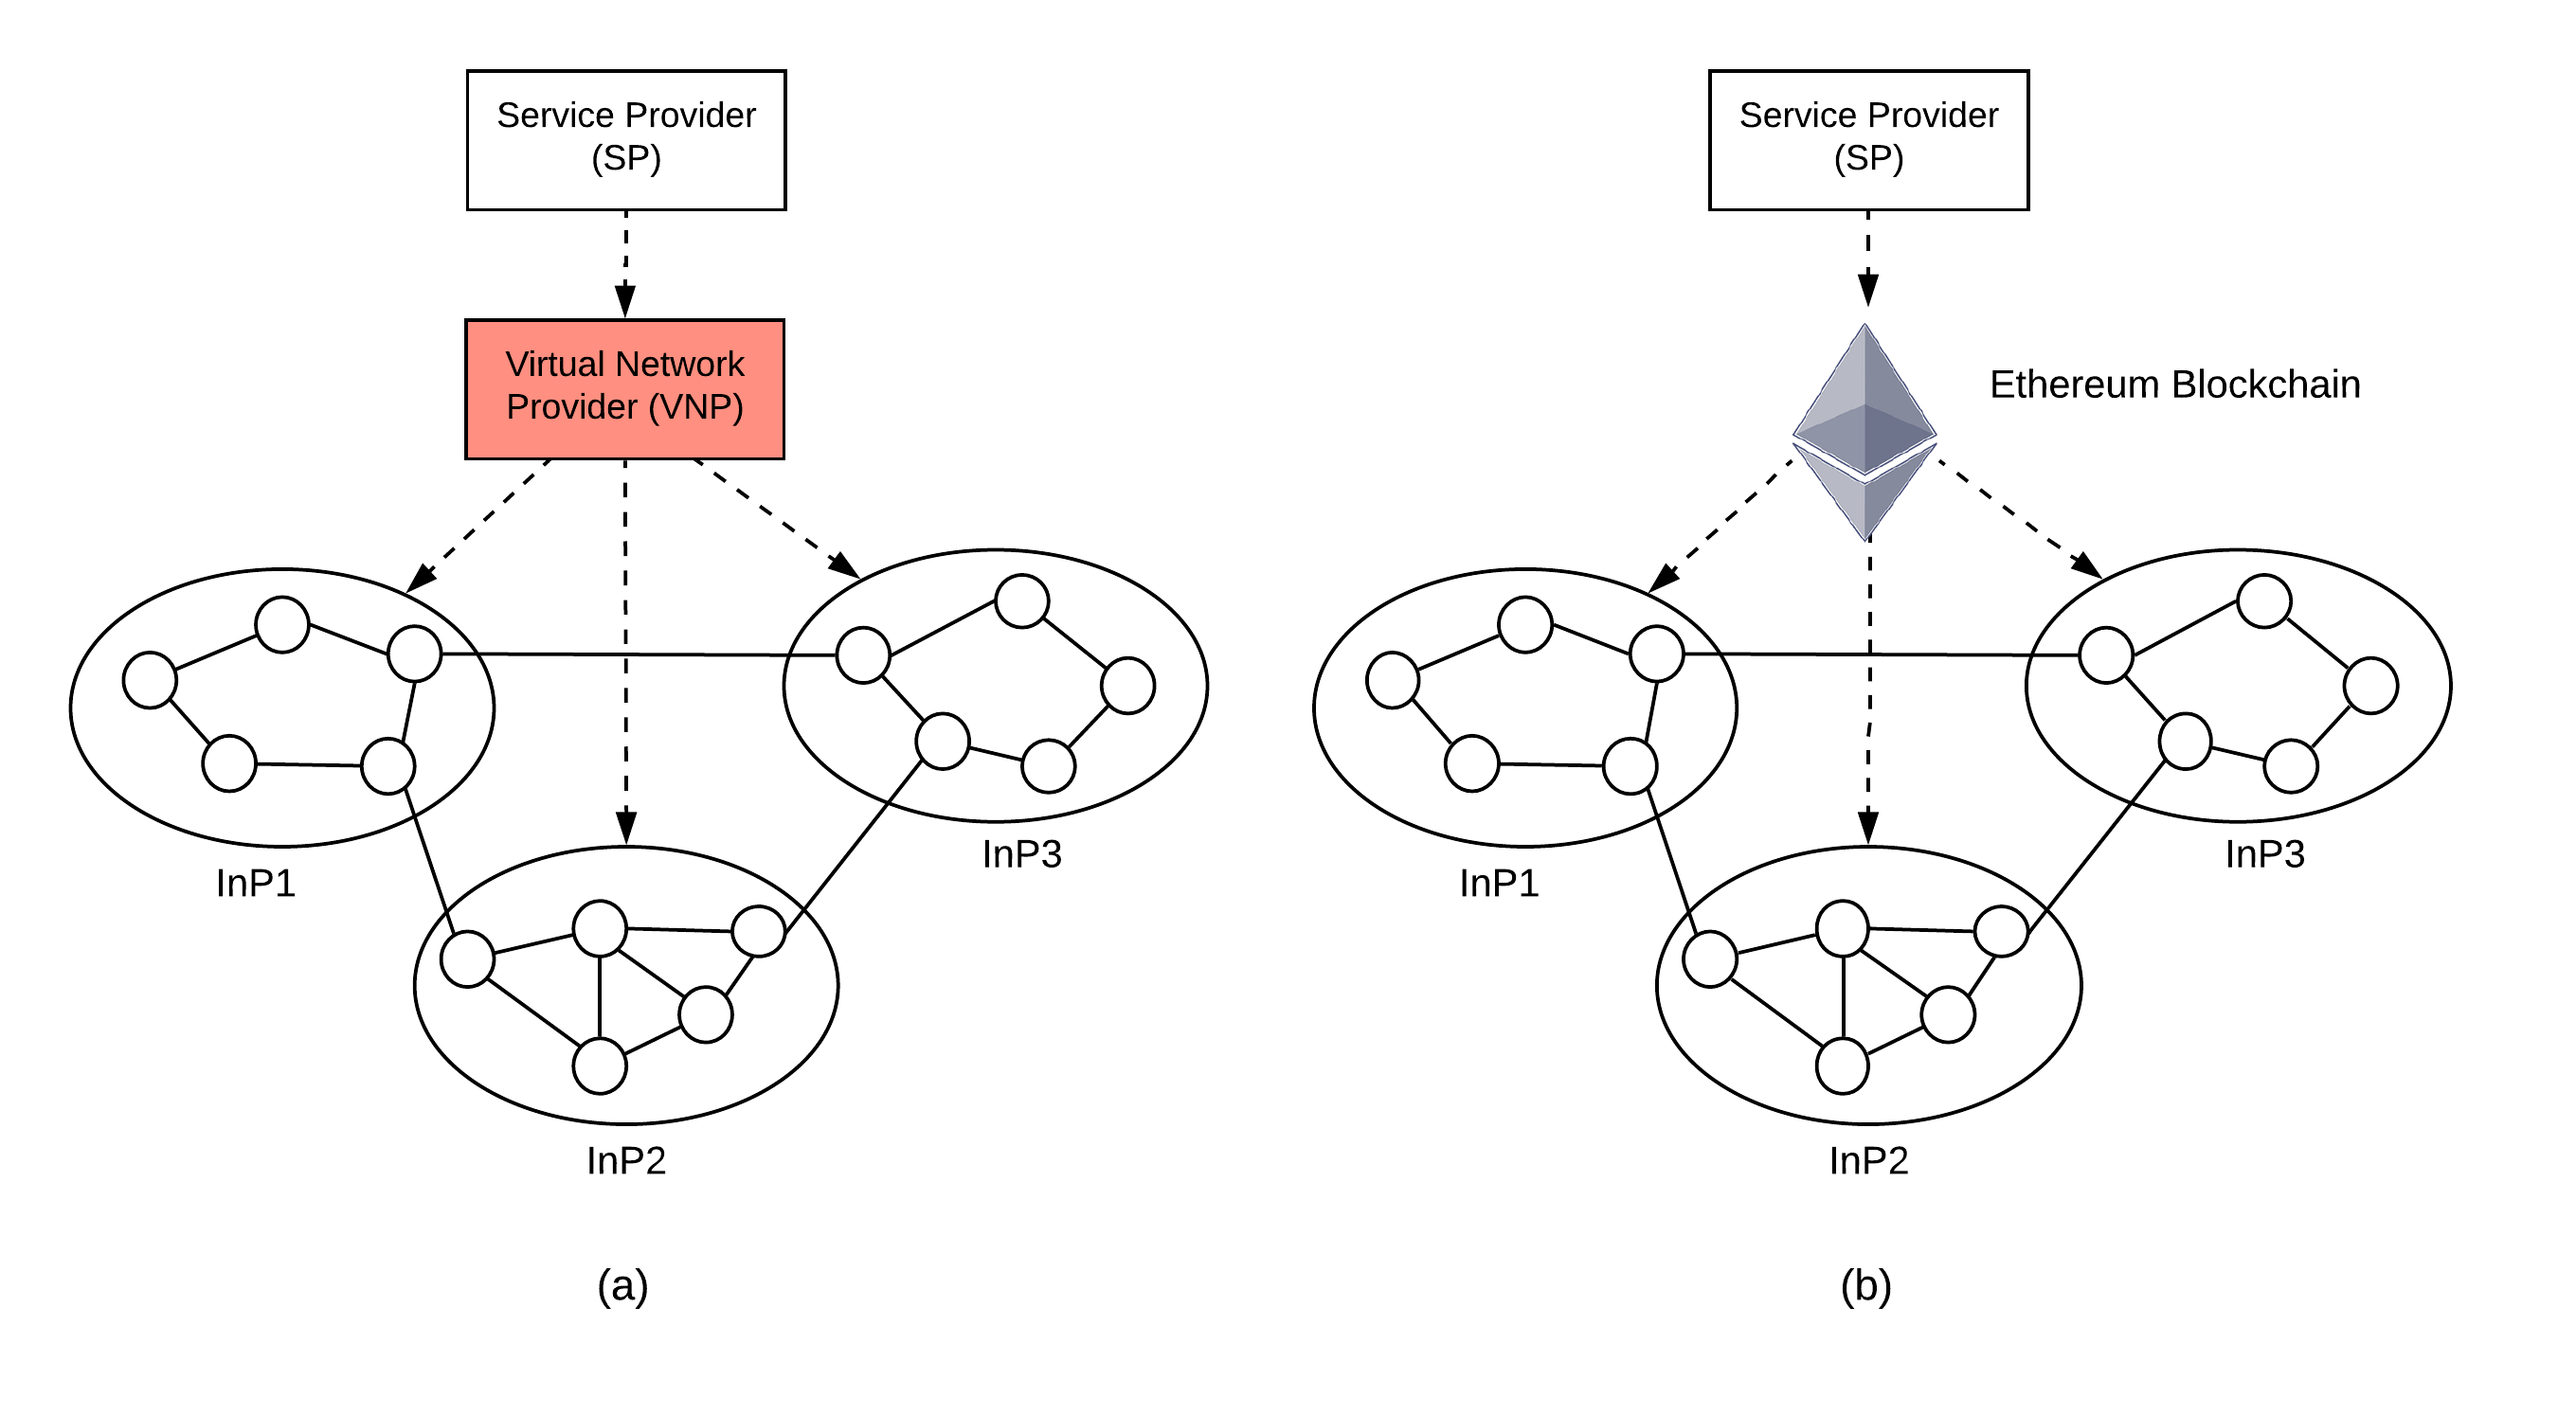 Service Provider
(SP)
Virtual Network
Provider (VNP)
InP1
InP3
InP2
(a)
Service Provider
(SP)
Ethereum Blockchain
InP1
InP3
InP2
(b)